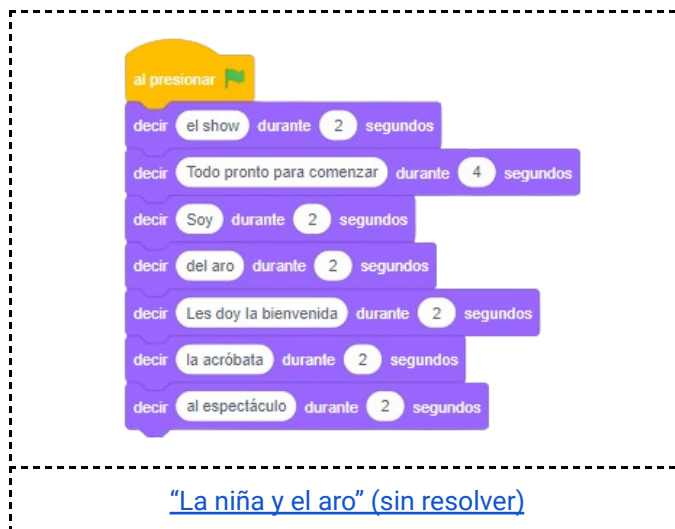 al presionar
decir el show durante 2 segundos
decir Todo pronto para comenzar durante 4 segundos
decir Soy durante 2 segundos
decir del aro durante 2 segundos
decir Les doy la bienvenida durante 2 segundos
decir la acróbata durante 2 segundos
decir al espectáculo durante 2 segundos
“La niña y el aro” (sin resolver)